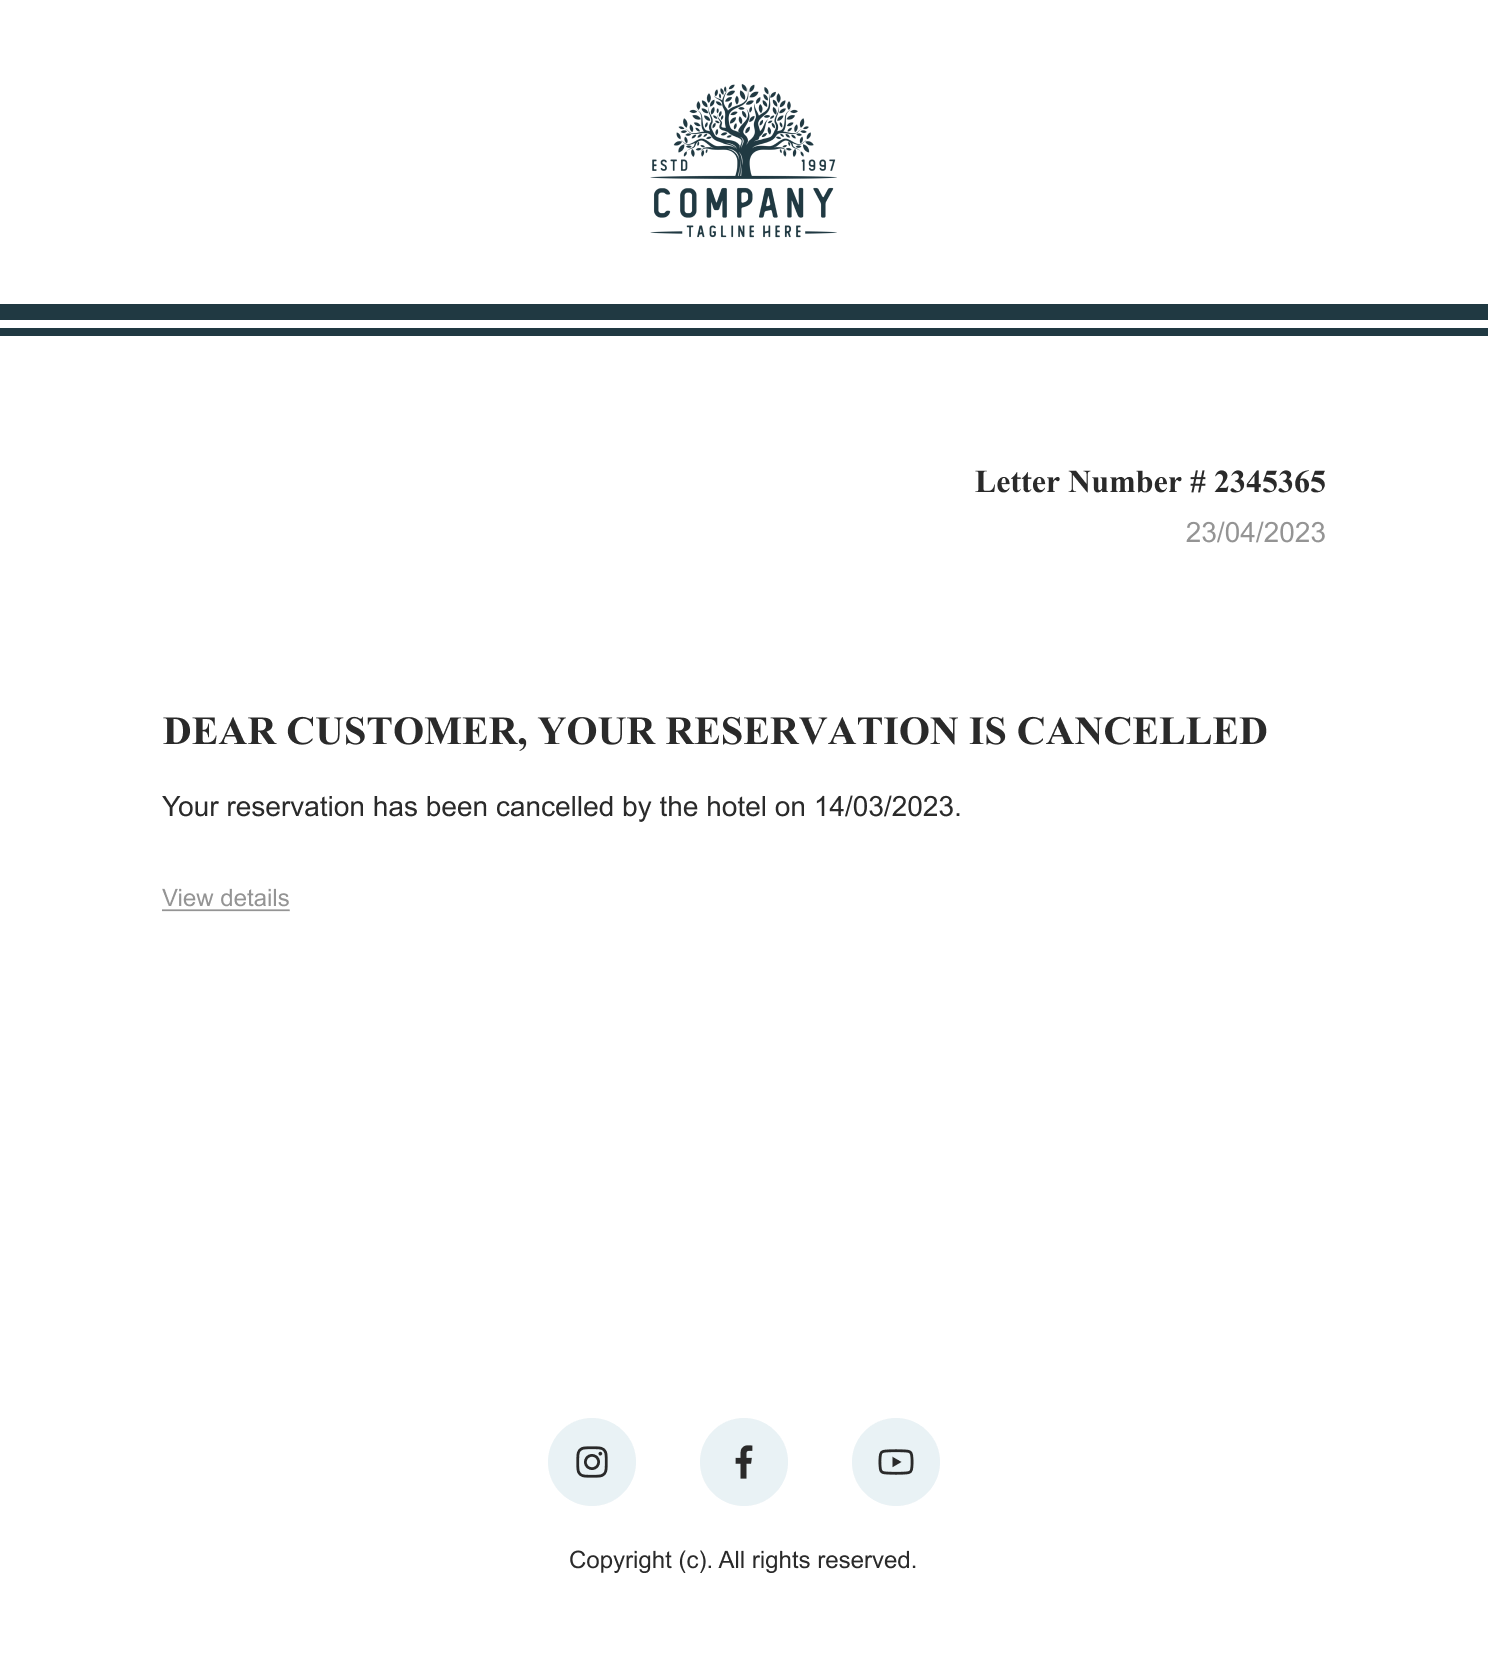 ESTD 1997
COMPANY
TAGLINE HERE
Letter Number # 2345365
23/04/2023
DEAR CUSTOMER, YOUR RESERVATION IS CANCELLED
Your reservation has been cancelled by the hotel on 14/03/2023.
View details
Copyright (c). All rights reserved.